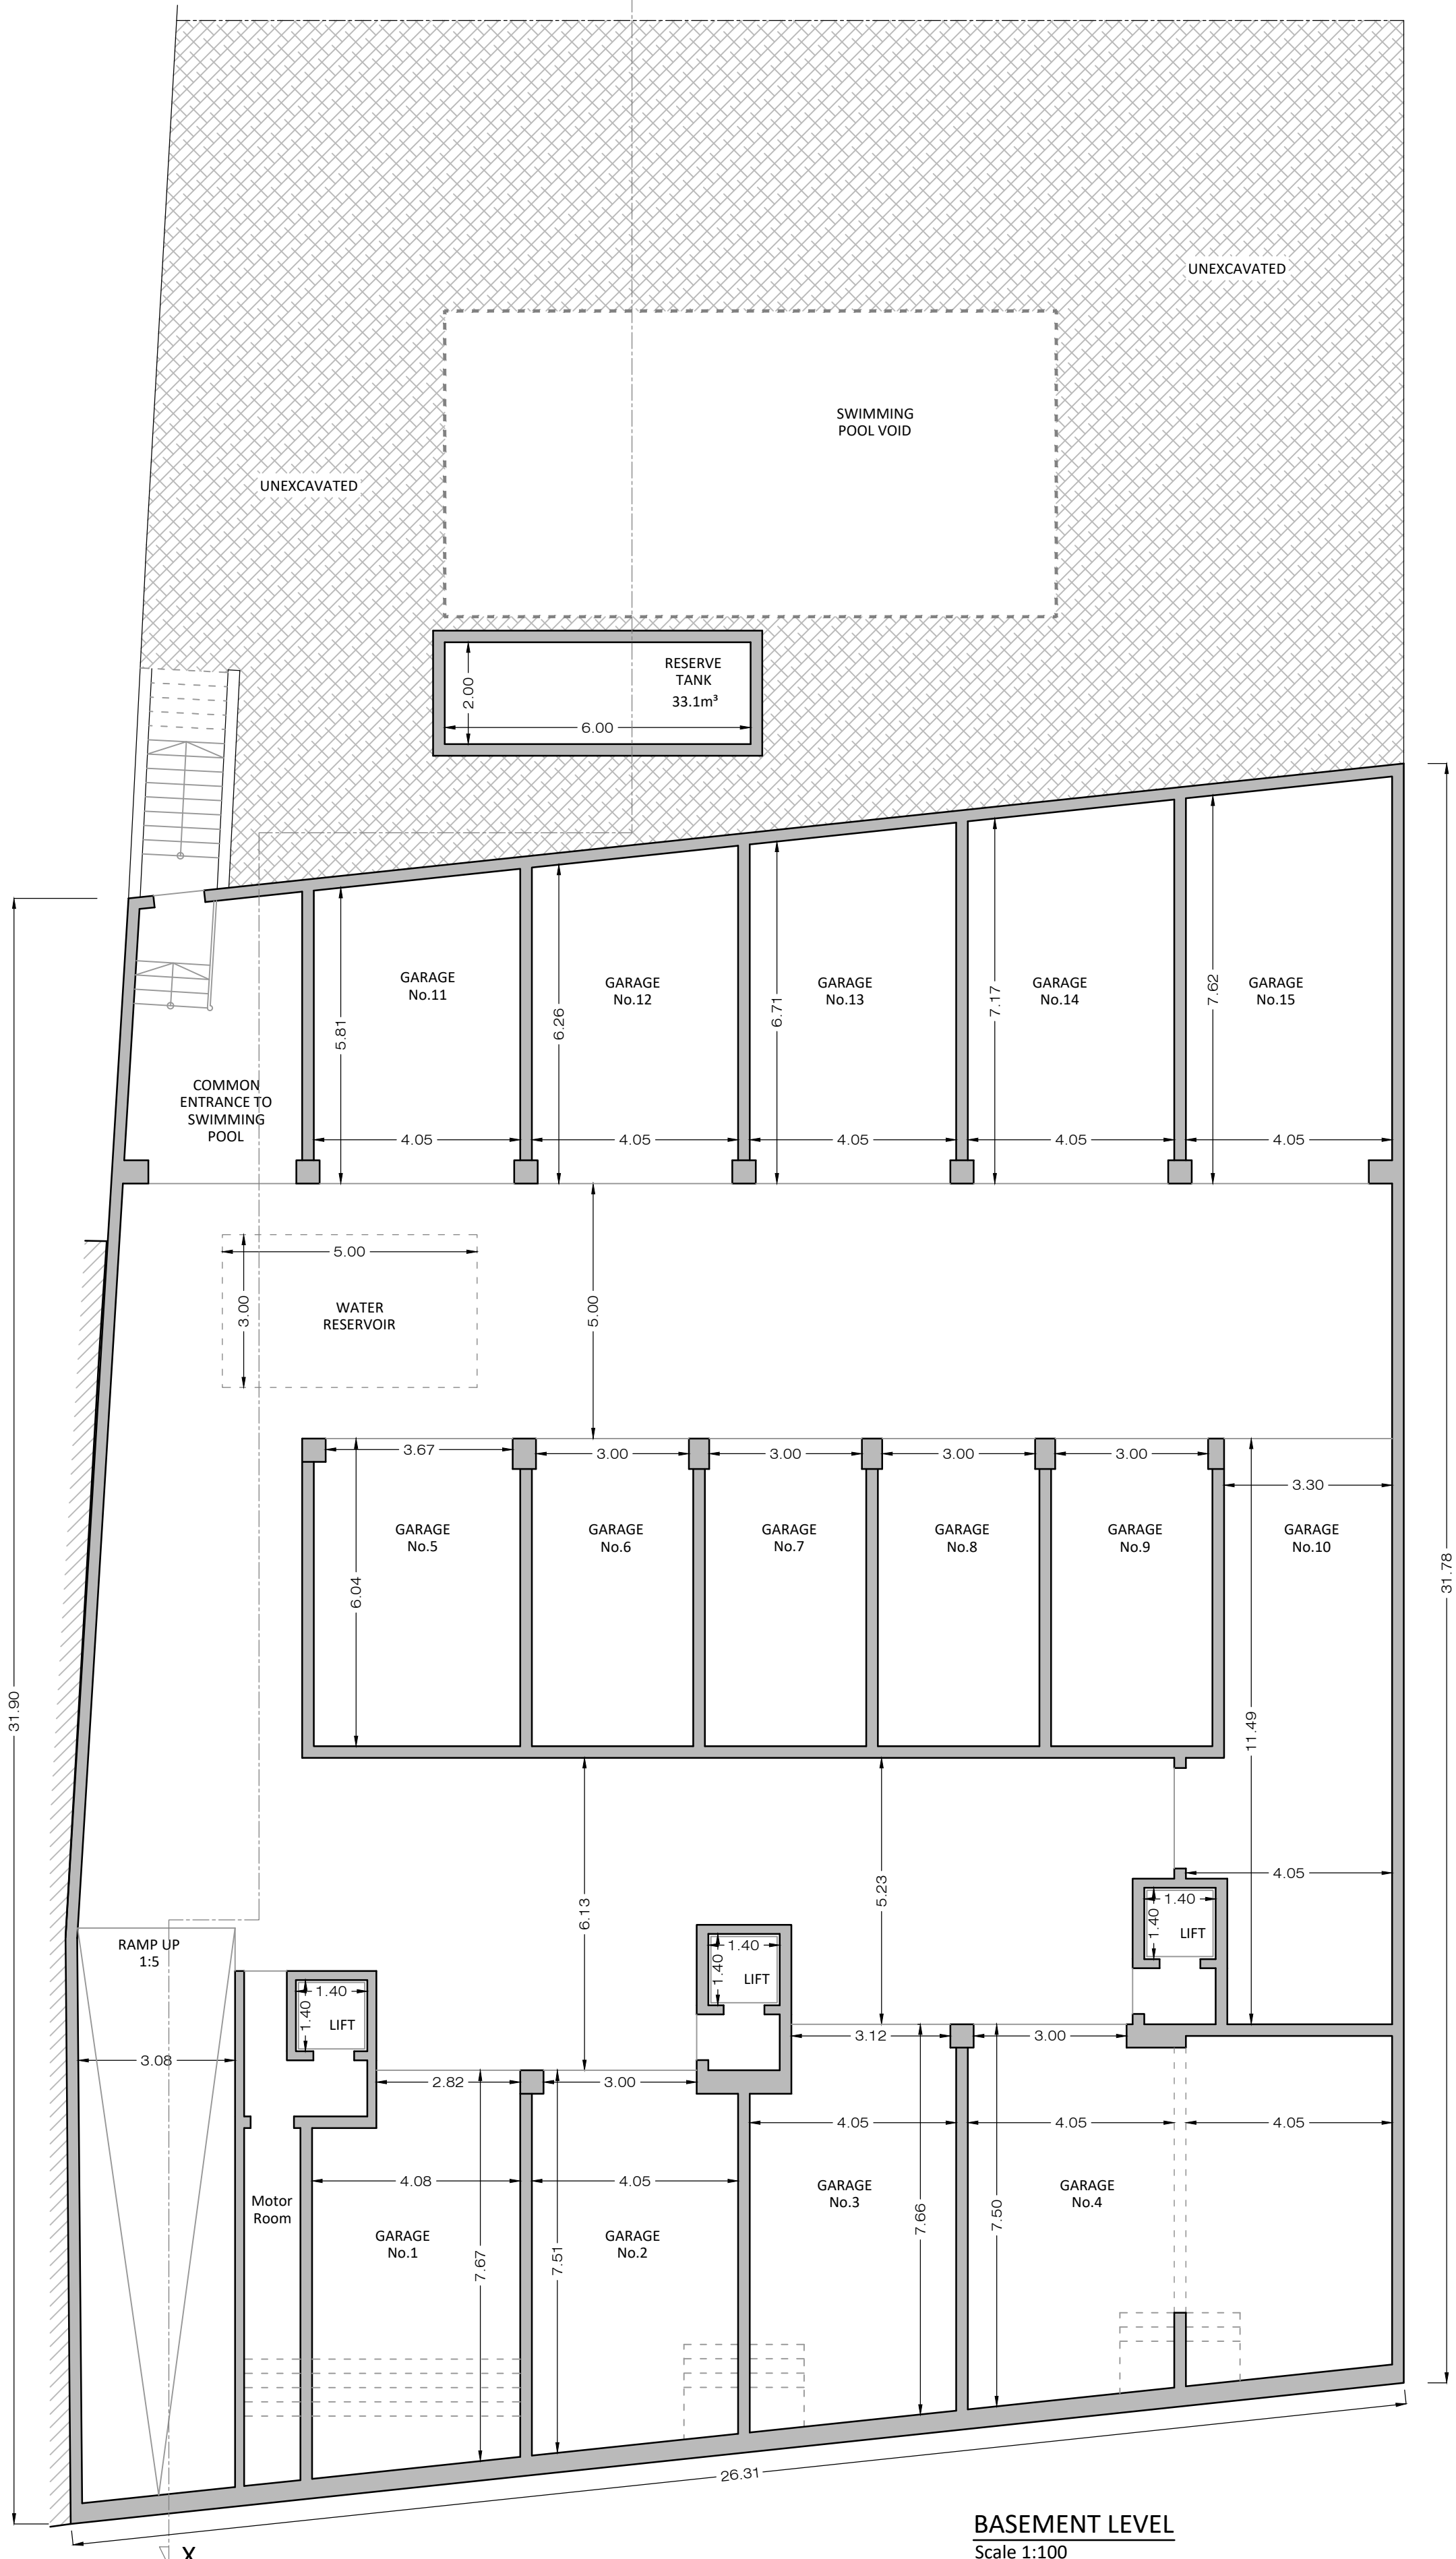 UNEXCAVATED
SWIMMING
POOL VOID
UNEXCAVATED
RESERVE
TANK
33.1m³
2.00
6.00
GARAGE
No.11
GARAGE
No.12
GARAGE
No.13
GARAGE
No.14
GARAGE
No.15
5.81
6.26
6.71
7.17
7.62
COMMON
ENTRANCE TO
SWIMMING
POOL
4.05
4.05
4.05
4.05
4.05
5.00
3.00
WATER
RESERVOIR
5.00
3.67
3.00
3.00
3.00
3.00
3.30
GARAGE
No.5
GARAGE
No.6
GARAGE
No.7
GARAGE
No.8
GARAGE
No.9
GARAGE
No.10
6.04
31.90
31.78
11.49
6.13
5.23
4.05
1.40
1.40
LIFT
RAMP UP
1:5
1.40
1.40
LIFT
1.40
1.40
LIFT
3.08
2.82
3.00
3.12
3.00
4.05
4.05
4.05
4.08
4.05
Motor
Room
GARAGE
No.1
GARAGE
No.2
GARAGE
No.3
GARAGE
No.4
7.67
7.51
7.66
7.50
26.31
X
BASEMENT LEVEL
Scale 1:100